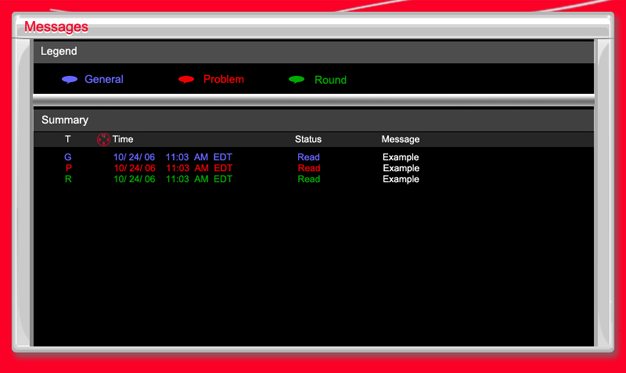 Messages
Legend
General Problem Round
Summary
T Time Status Message
G 10/ 24/ 06 11:03 AM EDT Read Example
P 10/ 24/ 06 11:03 AM EDT Read Example
R 10/ 24/ 06 11:03 AM EDT Read Example